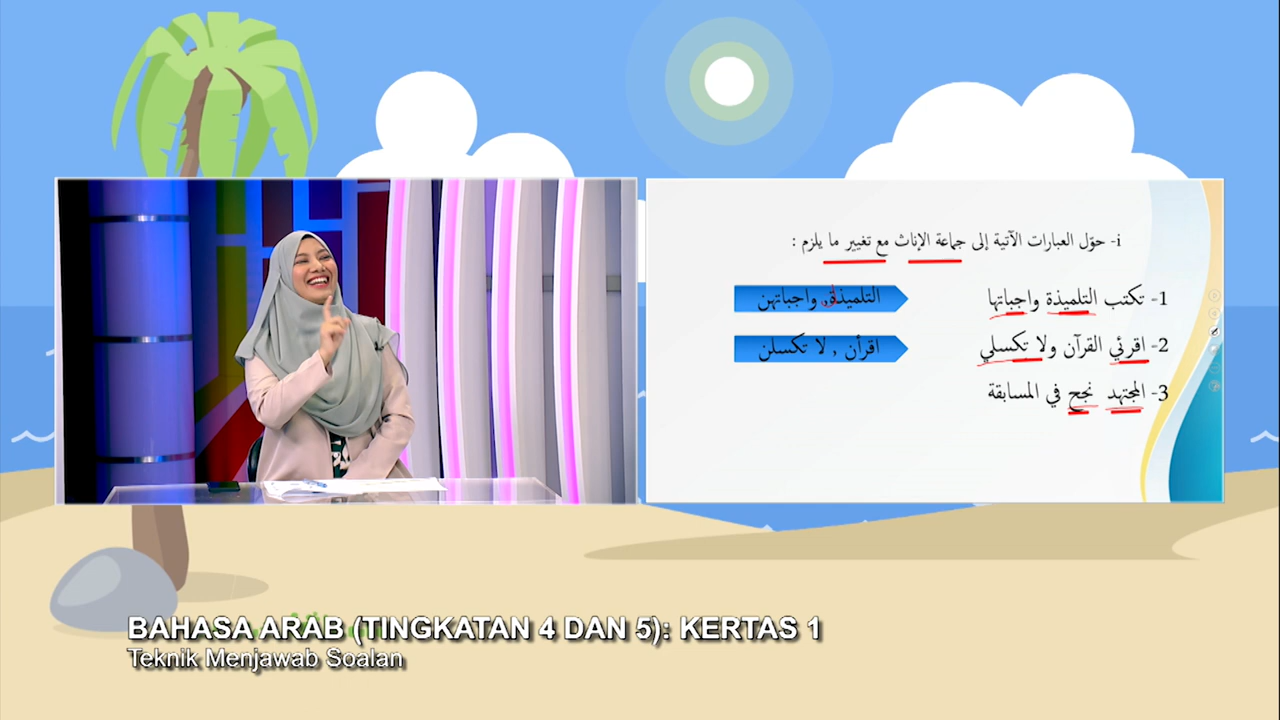 i- حوّل العبارات الآتية إلى جماعة الإناث مع تغيير ما يلزم :
1- تكتب التلميذة واجباتها
التلميذة, واجباتهن
2- اقرئي القرآن ولا تكسلي
اقرأن , لا تكسلن
3- المجتهد نجح في المسابقة
BAHASA ARAB (TINGKATAN 4 DAN 5): KERTAS 1
Teknik Menjawab Soalan